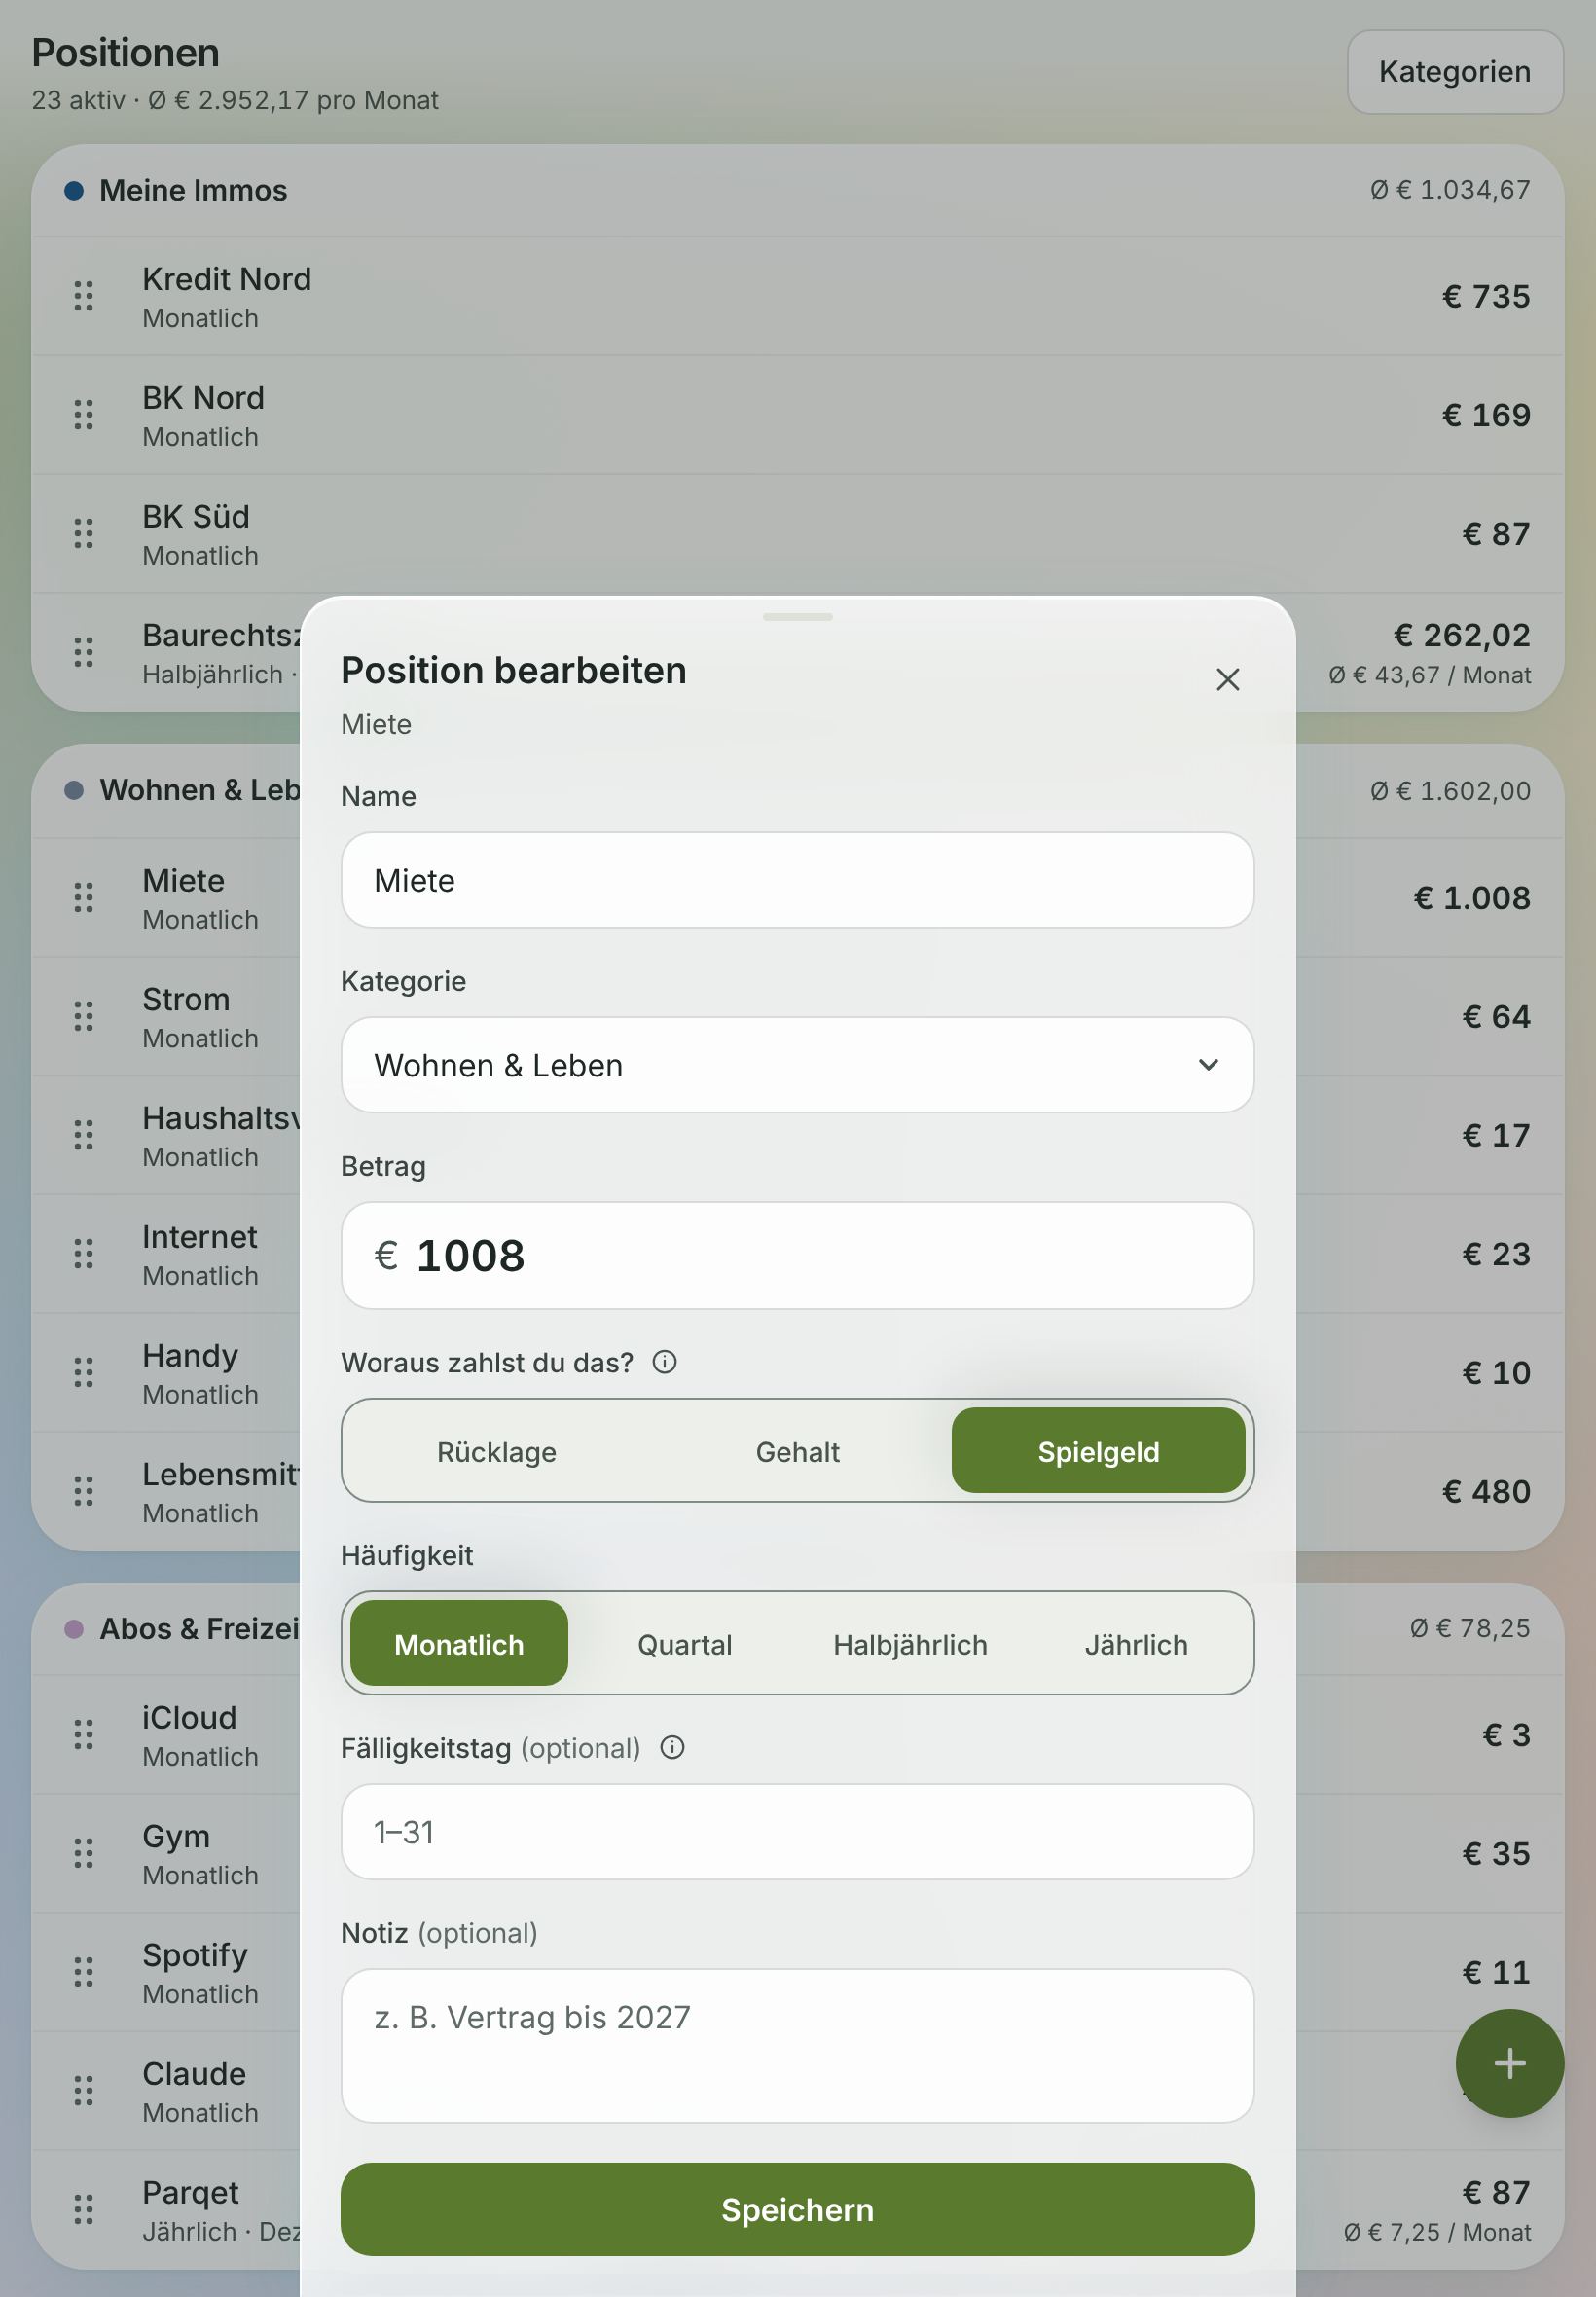 Positionen
23 aktiv · Ø € 2.952,17 pro Monat
Kategorien
Meine Immos
Ø € 1.034,67
Kredit Nord
Monatlich
€ 735
BK Nord
Monatlich
€ 169
BK Süd
Monatlich
€ 87
Halbjährlich ·
€ 262,02
Ø € 43,67 / Monat
Wohnen &
Ø € 1.602,00
Miete
Monatlich
€ 1.008
Strom
Monatlich
€ 64
Monatlich
€ 17
Internet
Monatlich
€ 23
Handy
Monatlich
€ 10
Monatlich
€ 480
Abos &
Ø € 78,25
iCloud
Monatlich
€ 3
Gym
Monatlich
€ 35
Spotify
Monatlich
€ 11
Claude
Monatlich
Parqet
Jährlich ·
€ 87
Ø € 7,25 / Monat
Position bearbeiten
Miete
Name
Miete
Kategorie
Wohnen & Leben
Betrag
€ 1008
Woraus zahlst du das?
Rücklage
Gehalt
Spielgeld
Häufigkeit
Monatlich
Quartal
Halbjährlich
Jährlich
Fälligkeitstag (optional)
1–31
Notiz (optional)
z. B. Vertrag bis 2027
Speichern